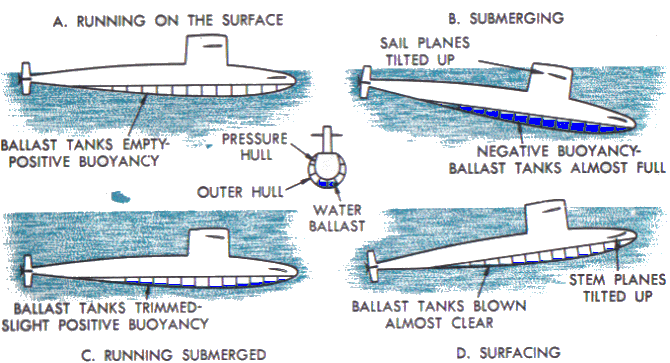 A. RUNNING ON THE SURFACE
BALLAST TANKS EMPTY-
POSITIVE BUOYANCY
B. SUBMERGING
SAIL PLANES
TILTED UP
NEGATIVE BUOYANCY-
BALLAST TANKS ALMOST FULL
PRESSURE
HULL
OUTER HULL
WATER
BALLAST
BALLAST TANKS TRIMMED-
SLIGHT POSITIVE BUOYANCY
C. RUNNING SUBMERGED
STEM PLANES
TILTED UP
BALLAST TANKS BLOWN
ALMOST CLEAR
D. SURFACING